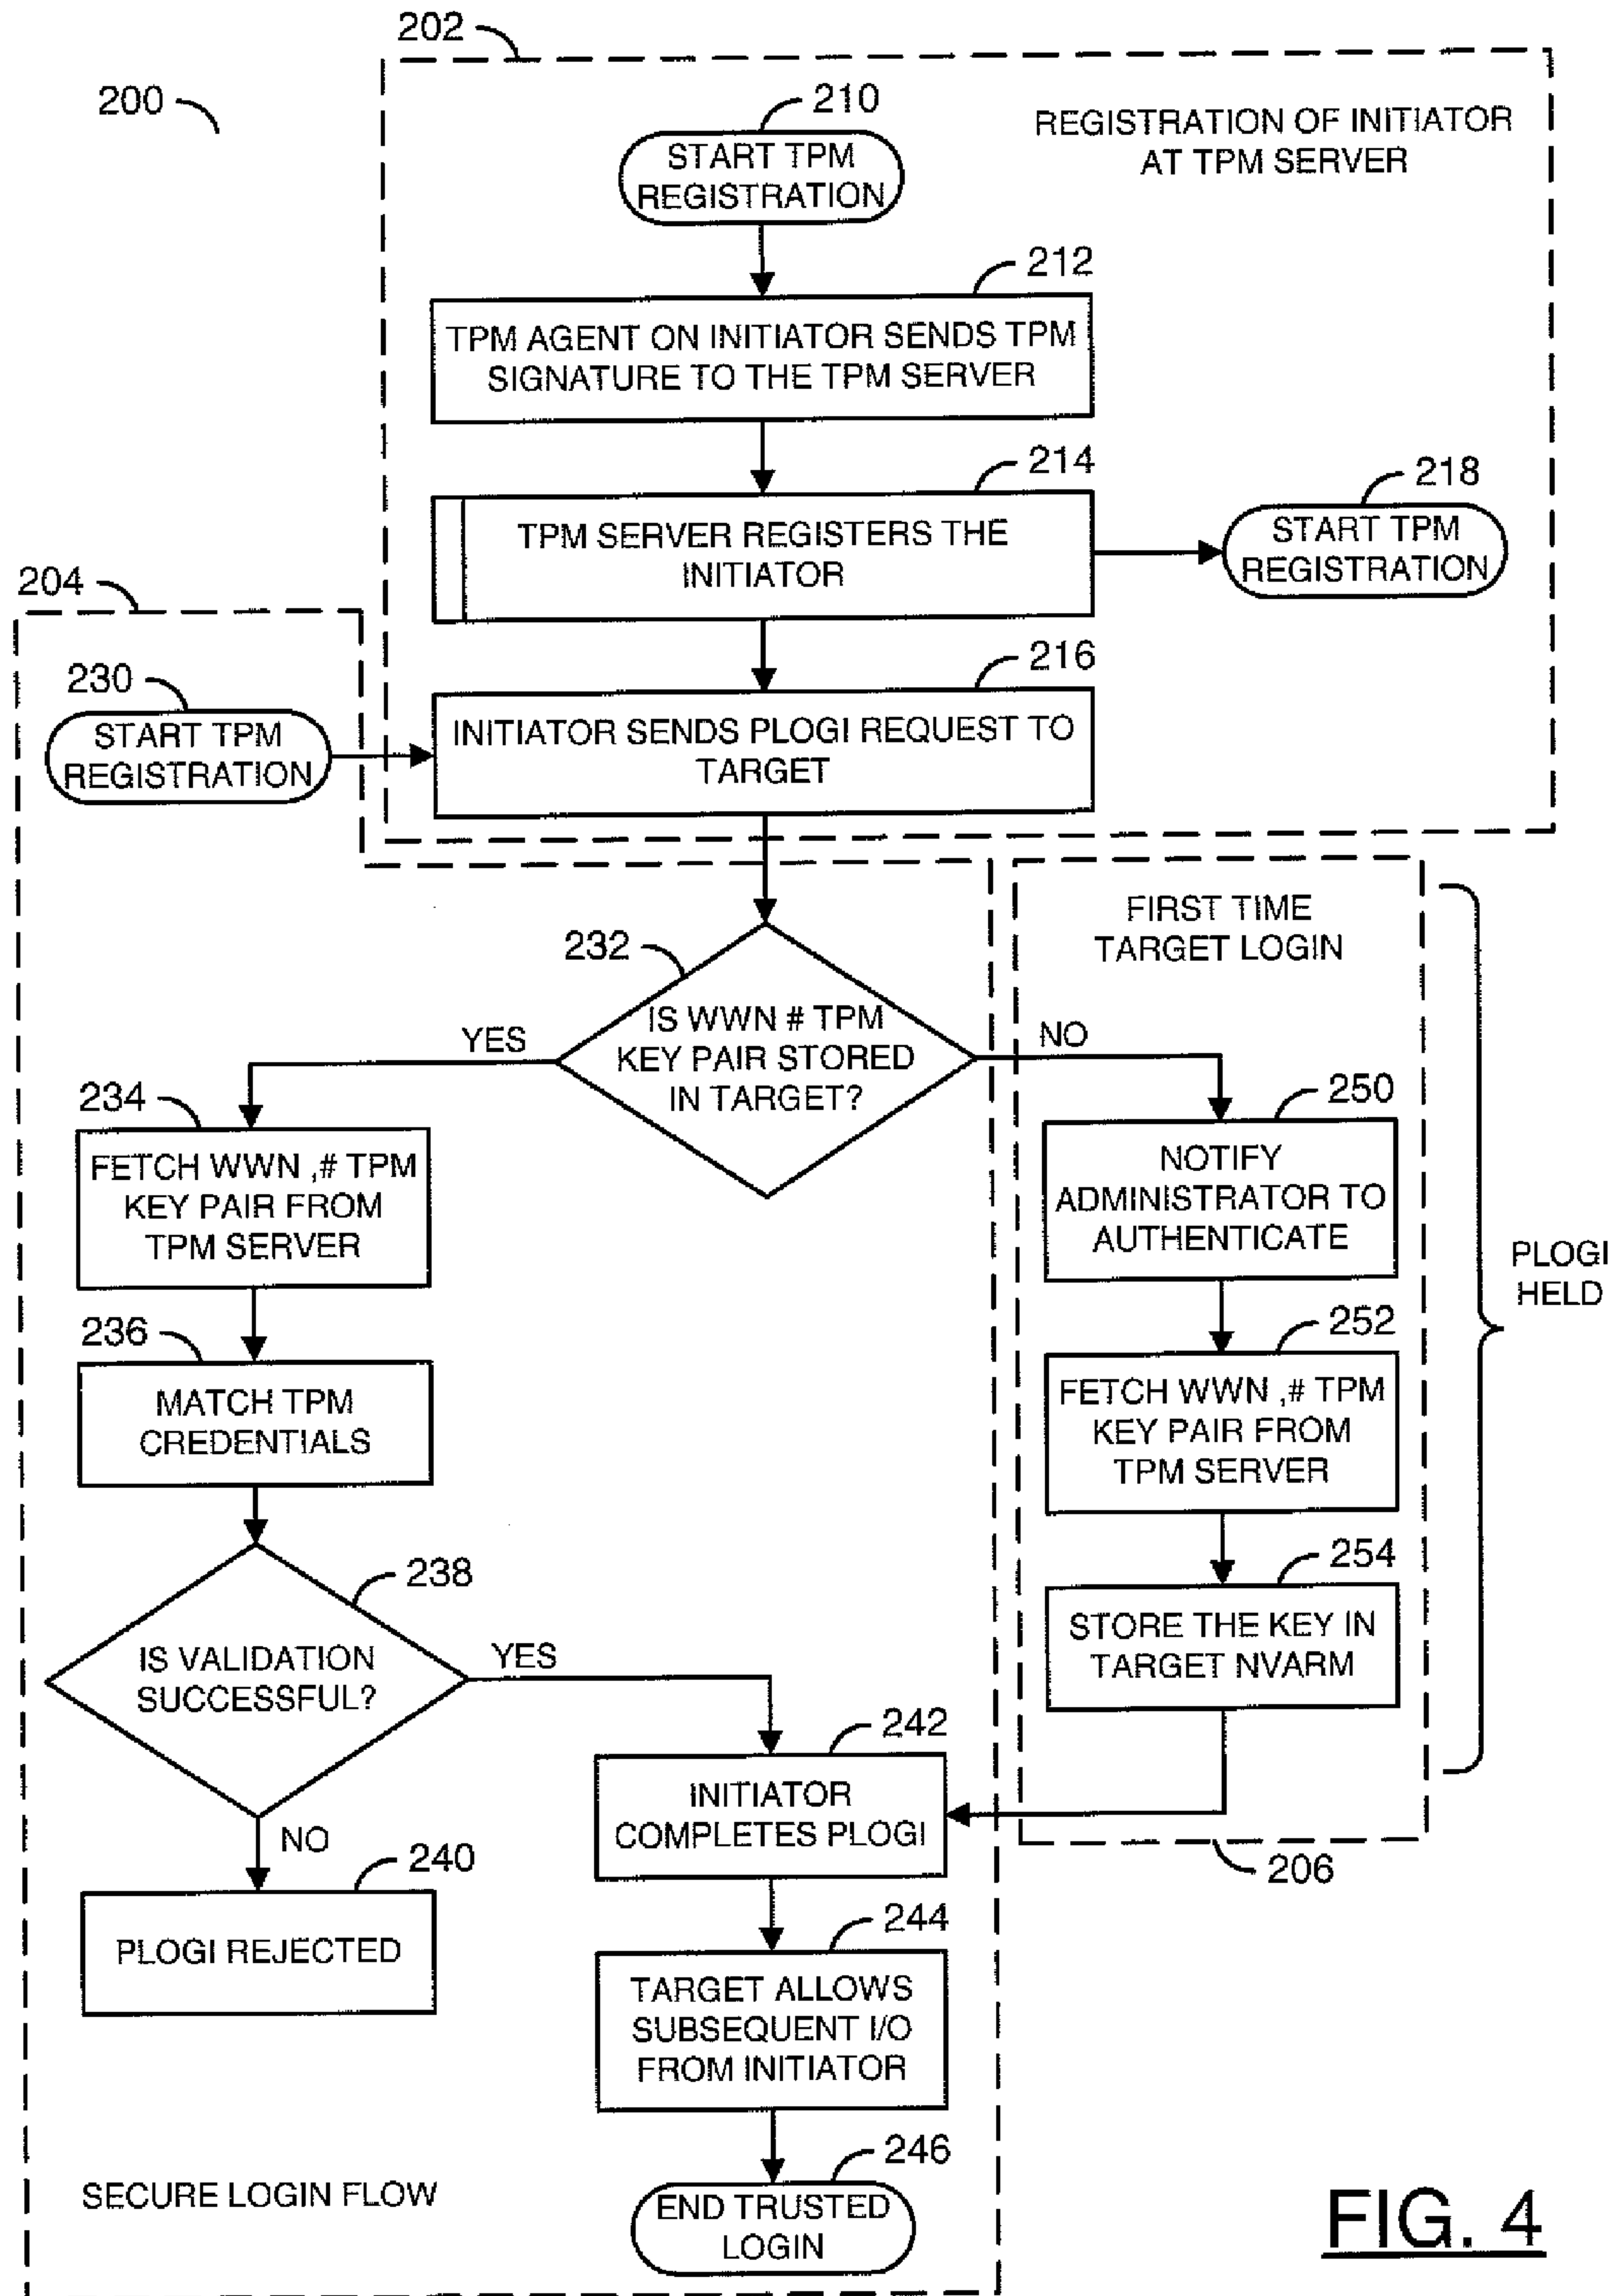 202
200
210
START TPM
REGISTRATION
REGISTRATION OF INITIATOR
AT TPM SERVER
212
TPM AGENT ON INITIATOR SENDS TPM
SIGNATURE TO THE TPM SERVER
214
TPM SERVER REGISTERS THE
INITIATOR
218
START TPM
REGISTRATION
204
230
START TPM
REGISTRATION
216
INITIATOR SENDS PLOGI REQUEST TO
TARGET
232
IS WWN # TPM
KEY PAIR STORED
IN TARGET?
YES
NO
FIRST TIME
TARGET LOGIN
234
FETCH WWN ,# TPM
KEY PAIR FROM
TPM SERVER
250
NOTIFY
ADMINISTRATOR TO
AUTHENTICATE
PLOGI
HELD
236
MATCH TPM
CREDENTIALS
252
FETCH WWN ,# TPM
KEY PAIR FROM
TPM SERVER
238
IS VALIDATION
SUCCESSFUL?
YES
NO
254
STORE THE KEY IN
TARGET NVARM
242
INITIATOR
COMPLETES PLOGI
206
240
PLOGI REJECTED
244
TARGET ALLOWS
SUBSEQUENT I/O
FROM INITIATOR
246
END TRUSTED
LOGIN
SECURE LOGIN FLOW
FIG. 4